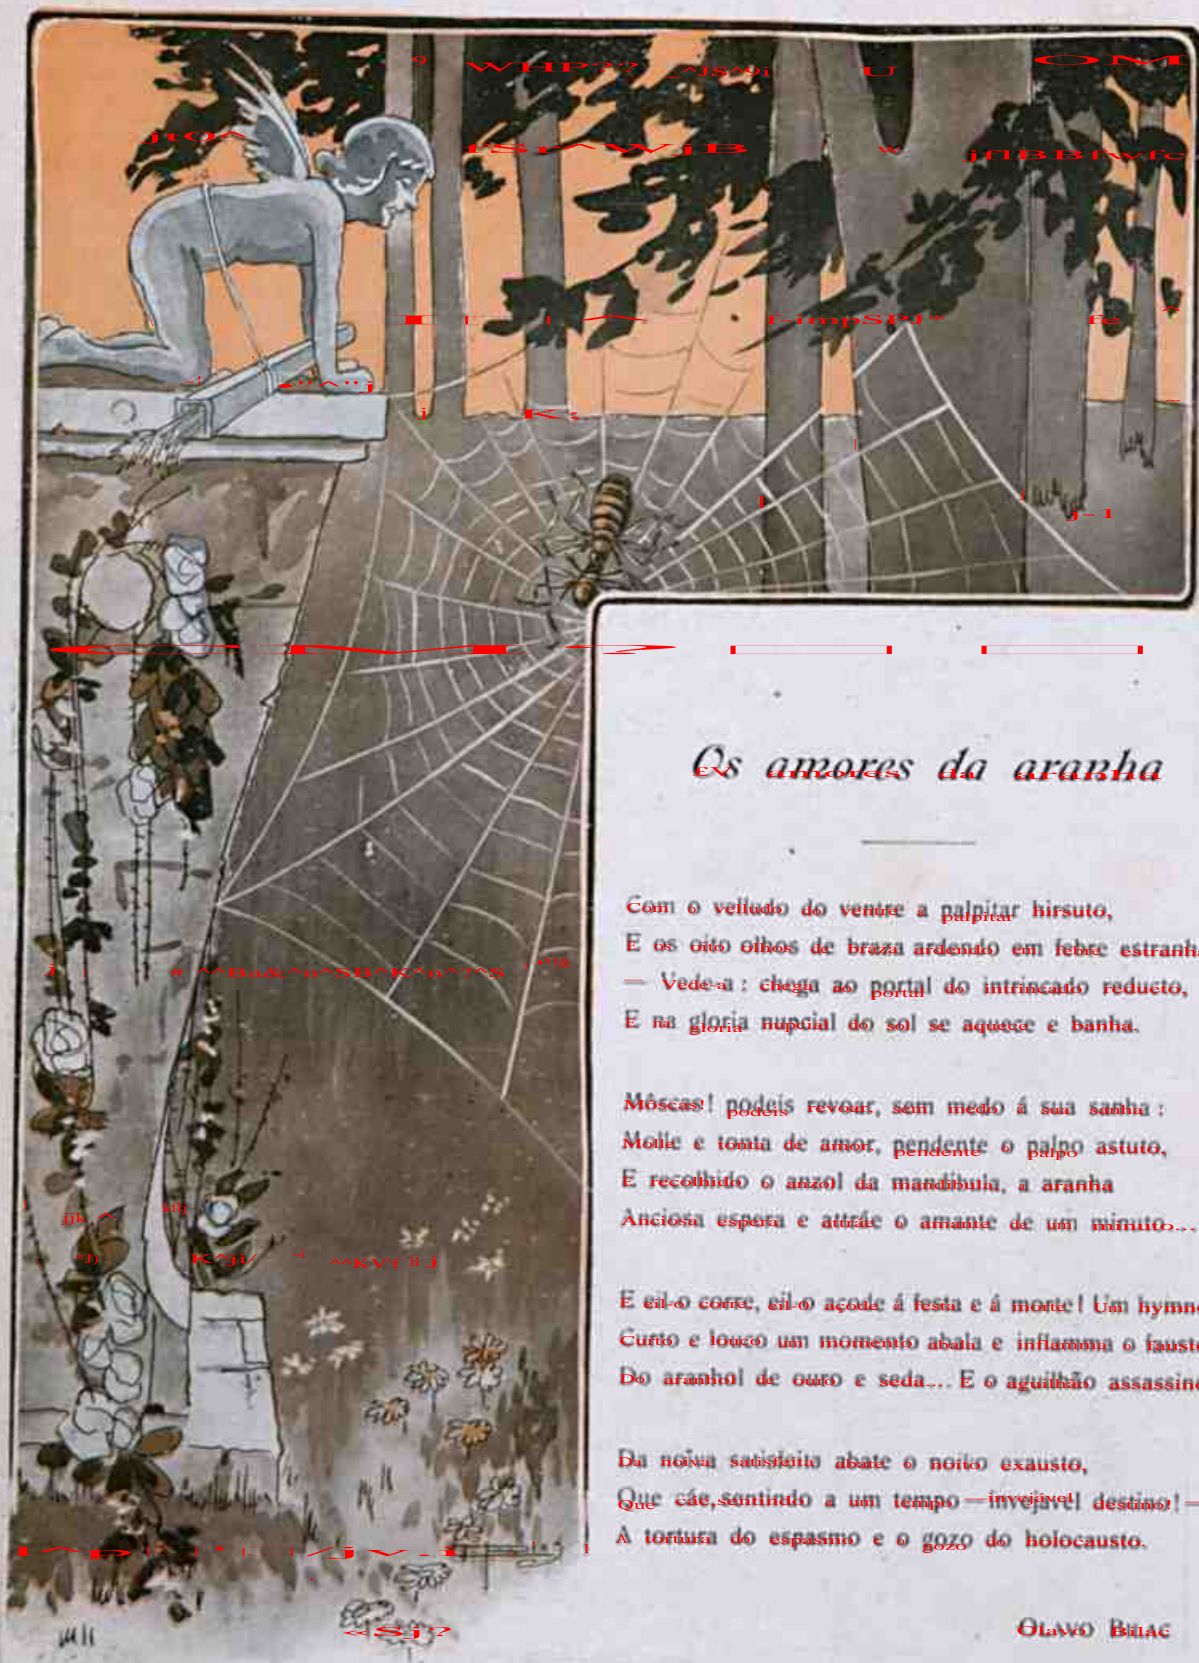 Os amores da aranha
Com o velludo do ventre a palpitar hirsuto,
E os oito olhos de braza ardendo em febre estranha
— Vede-a : chega ao portal do intrincado reducto,
E na gloria nupcial do sol se aquece e banha.
Môscas! podeis revoar, sem medo á sua sanha :
Molle e tonta de amor, pendente o palpo astuto,
E recolhido o anzol da mandibula, a aranha
Anciosa espera e attráe o amante de um minuto...
E eil-o corre, eil-o acode á festa e á morte! Um hymno
Curto e louco um momento abala e inflamma o fausto
Do aranhol de ouro e seda... E o aguilhão assassino
Da noiva satisfeita abate o noivo exausto,
Que cáe, sentindo a um tempo — invejável destino! —
A tortura do espasmo e o gozo do holocausto.
OLAVO BILAC